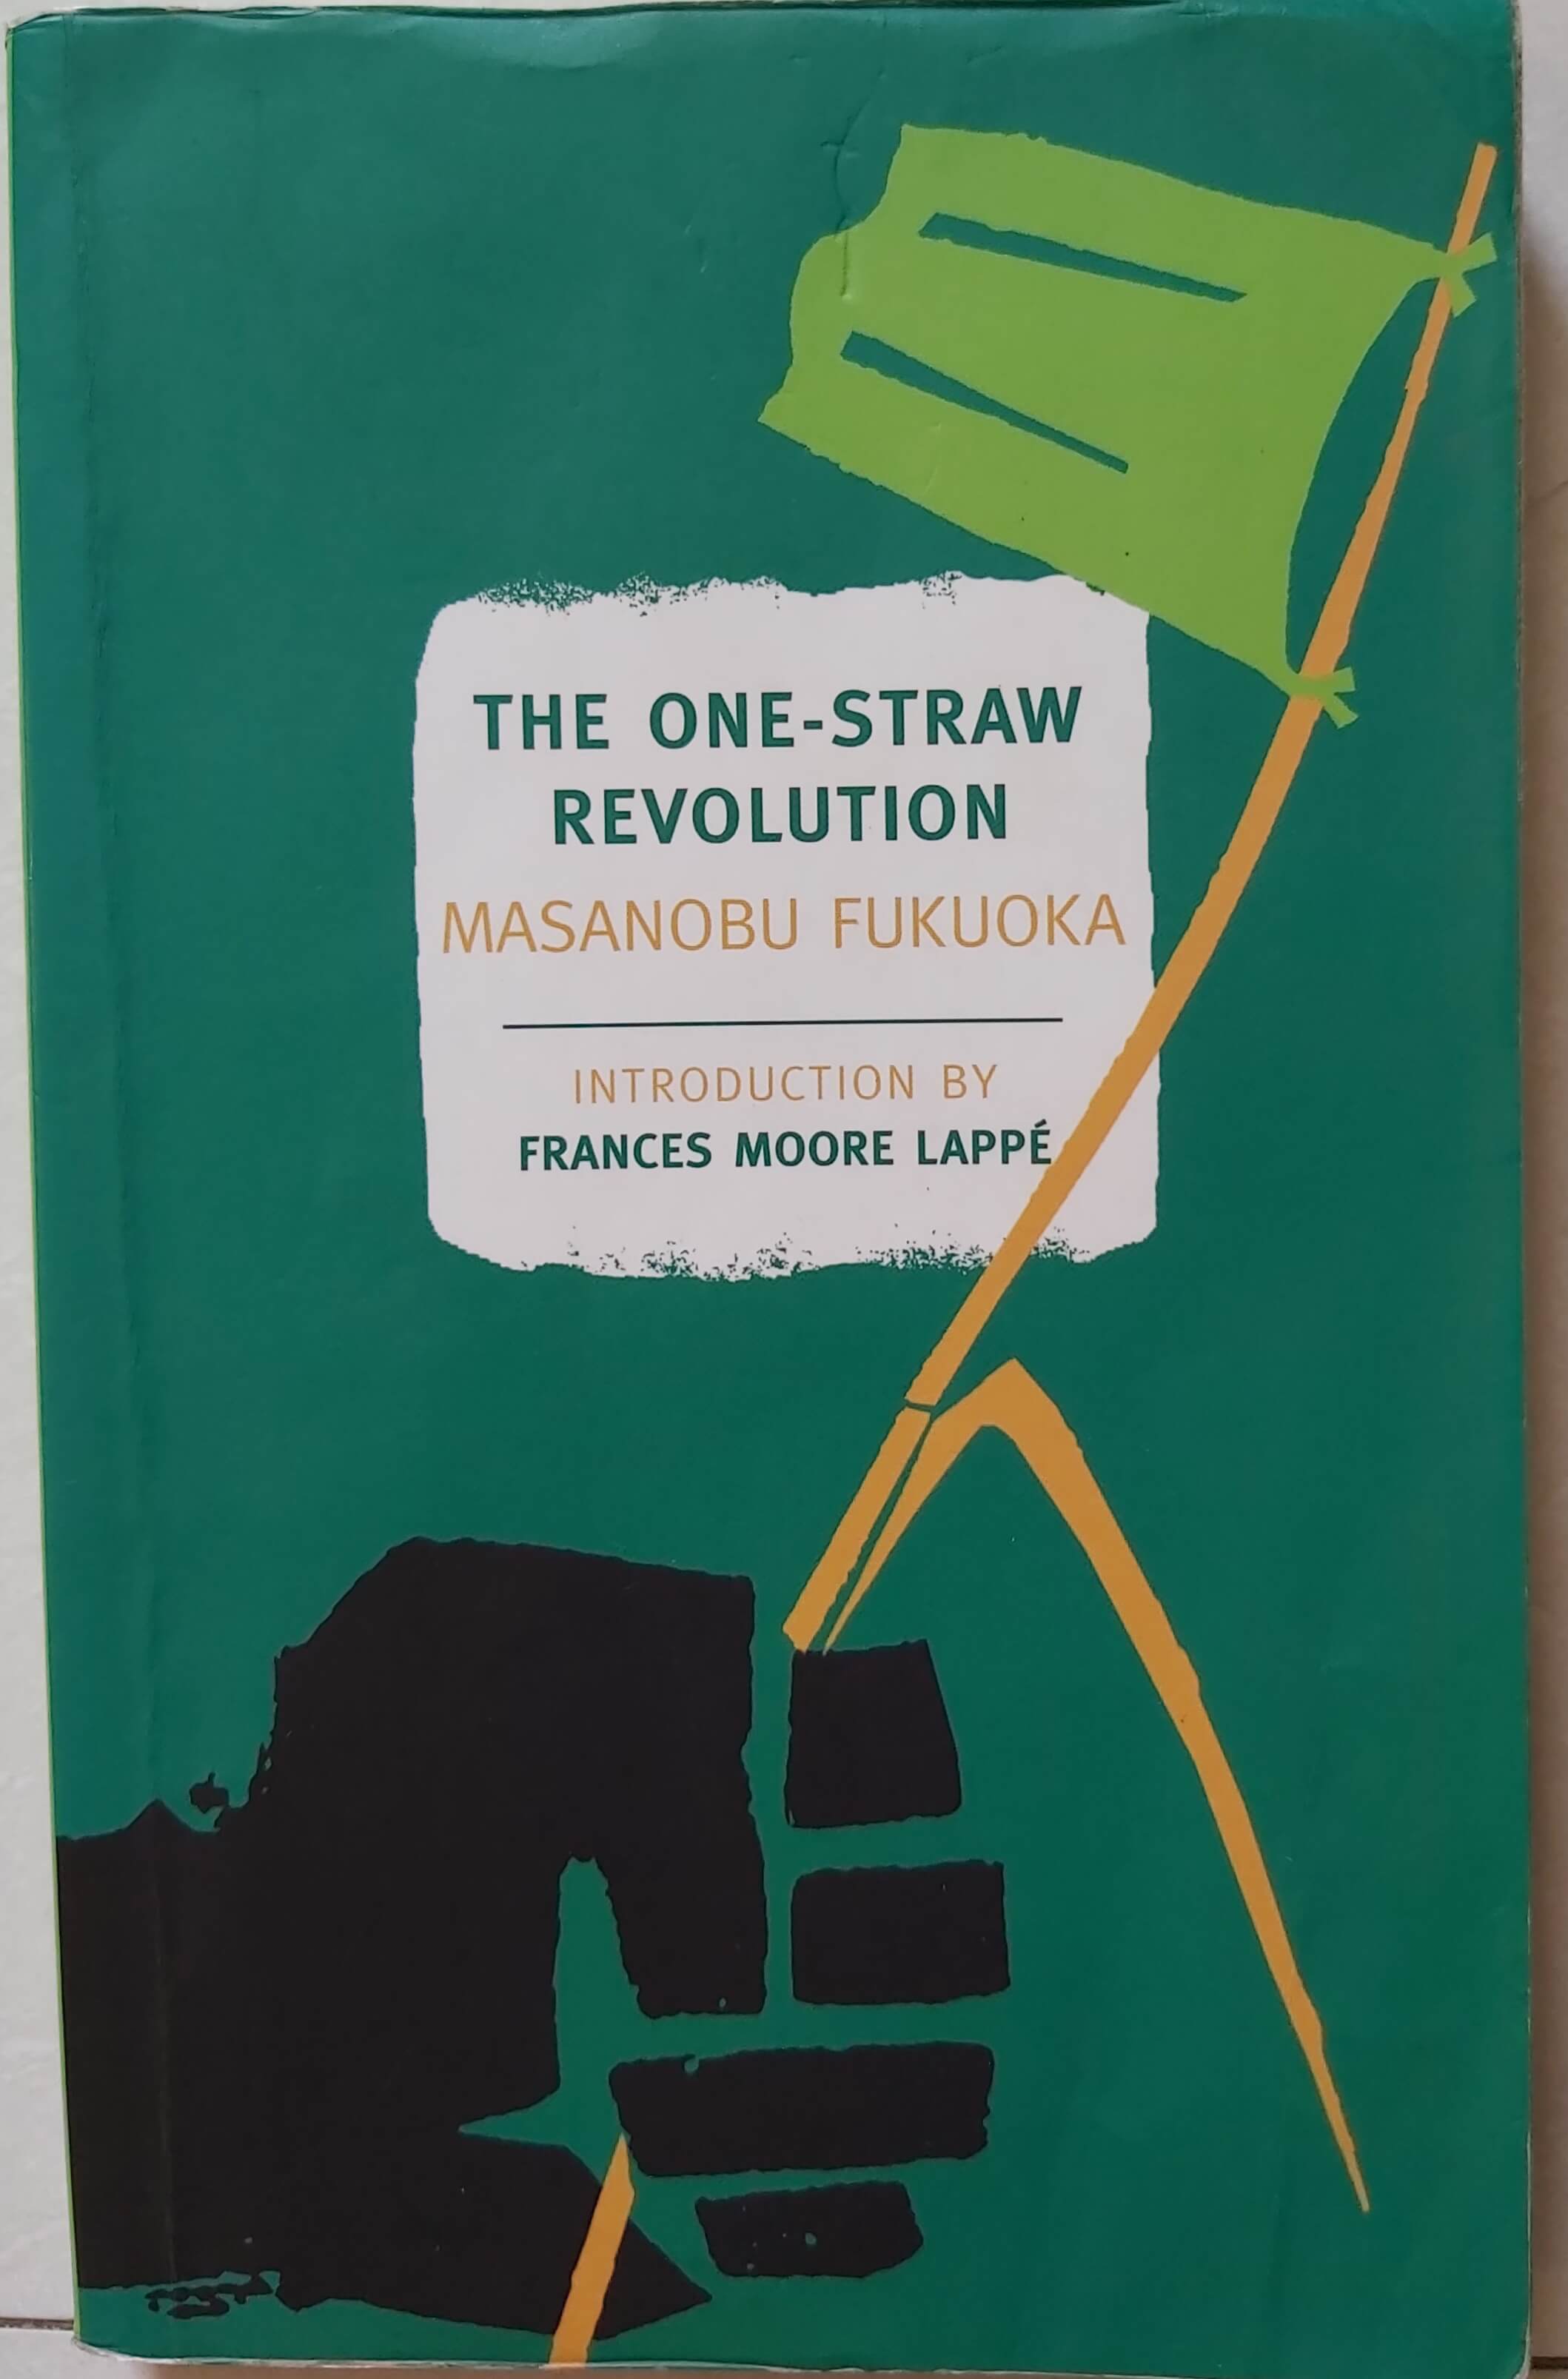 THE ONE-STRAW
REVOLUTION
MASANOBU FUKUOKA
INTRODUCTION BY
FRANCES MOORE LAPPÉ